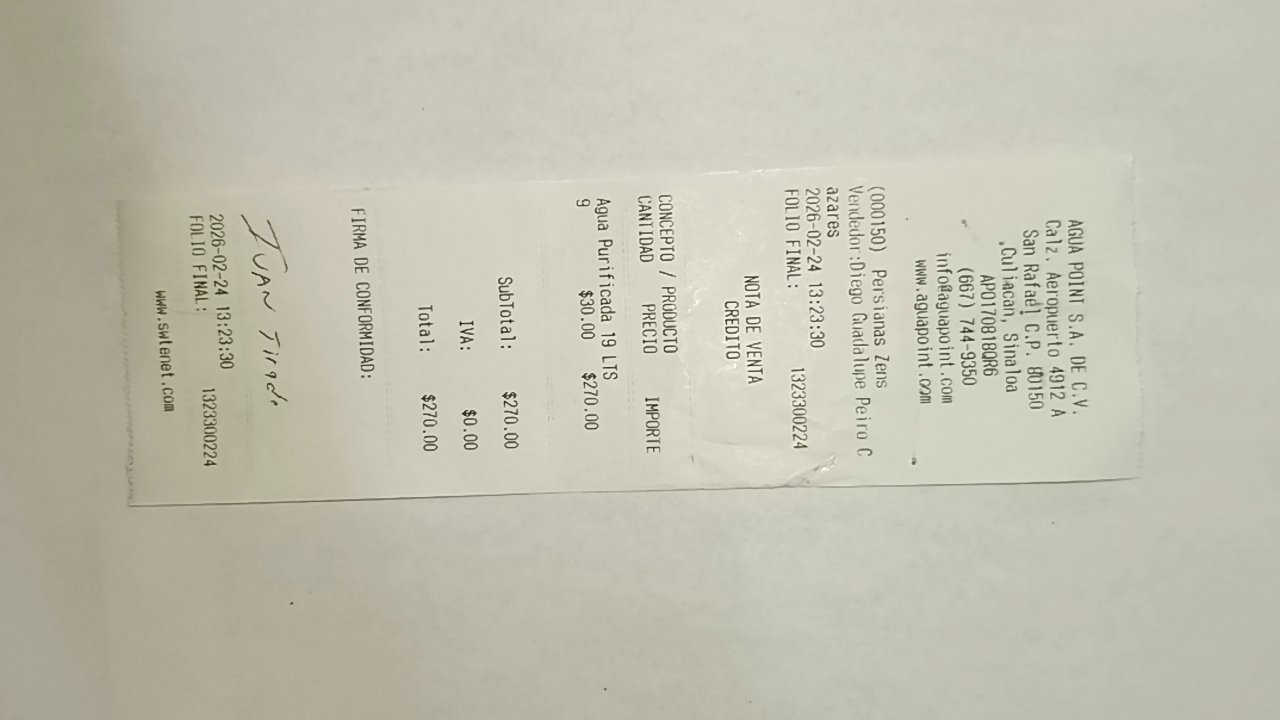 AGUA POINT S.A. DE C.V.
Calz. Aeropuerto 4912 A
San Rafael C.P. 80150
,Culiacan, Sinaloa
APO170818QR6
(667) 744-9350
info@aguapoint.com
www.aguapoint.com
(000150) Persianas Zens
Vendedor:Diego Guadalupe Peiro C
azares
2026-02-24 13:23:30
FOLIO FINAL: 1323300224
NOTA DE VENTA
CREDITO
CONCEPTO / PRODUCTO
CANTIDAD PRECIO IMPORTE
Agua Purificada 19 LTS
9 $30.00 $270.00
SubTotal: $270.00
IVA: $0.00
Total: $270.00
FIRMA DE CONFORMIDAD:
IVAN Tirado
2026-02-24 13:23:30
FOLIO FINAL: 1323300224
www.swtenet.com